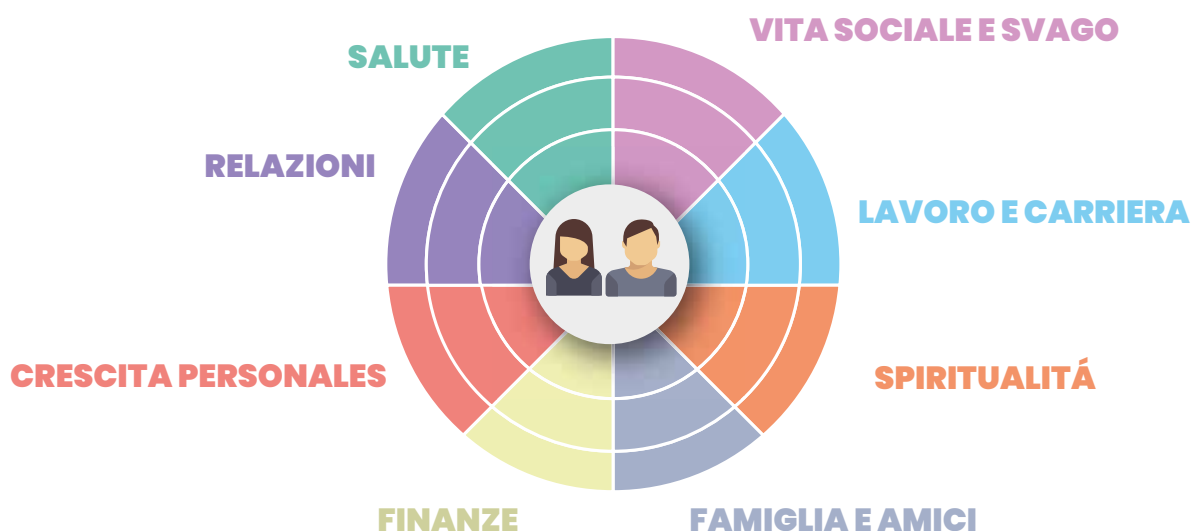 VITA SOCIALE E SVAGO
SALUTE
RELAZIONI
LAVORO E CARRIERA
CRESCITA PERSONALES
SPIRITUALITÁ
FINANZE
FAMIGLIA E AMICI